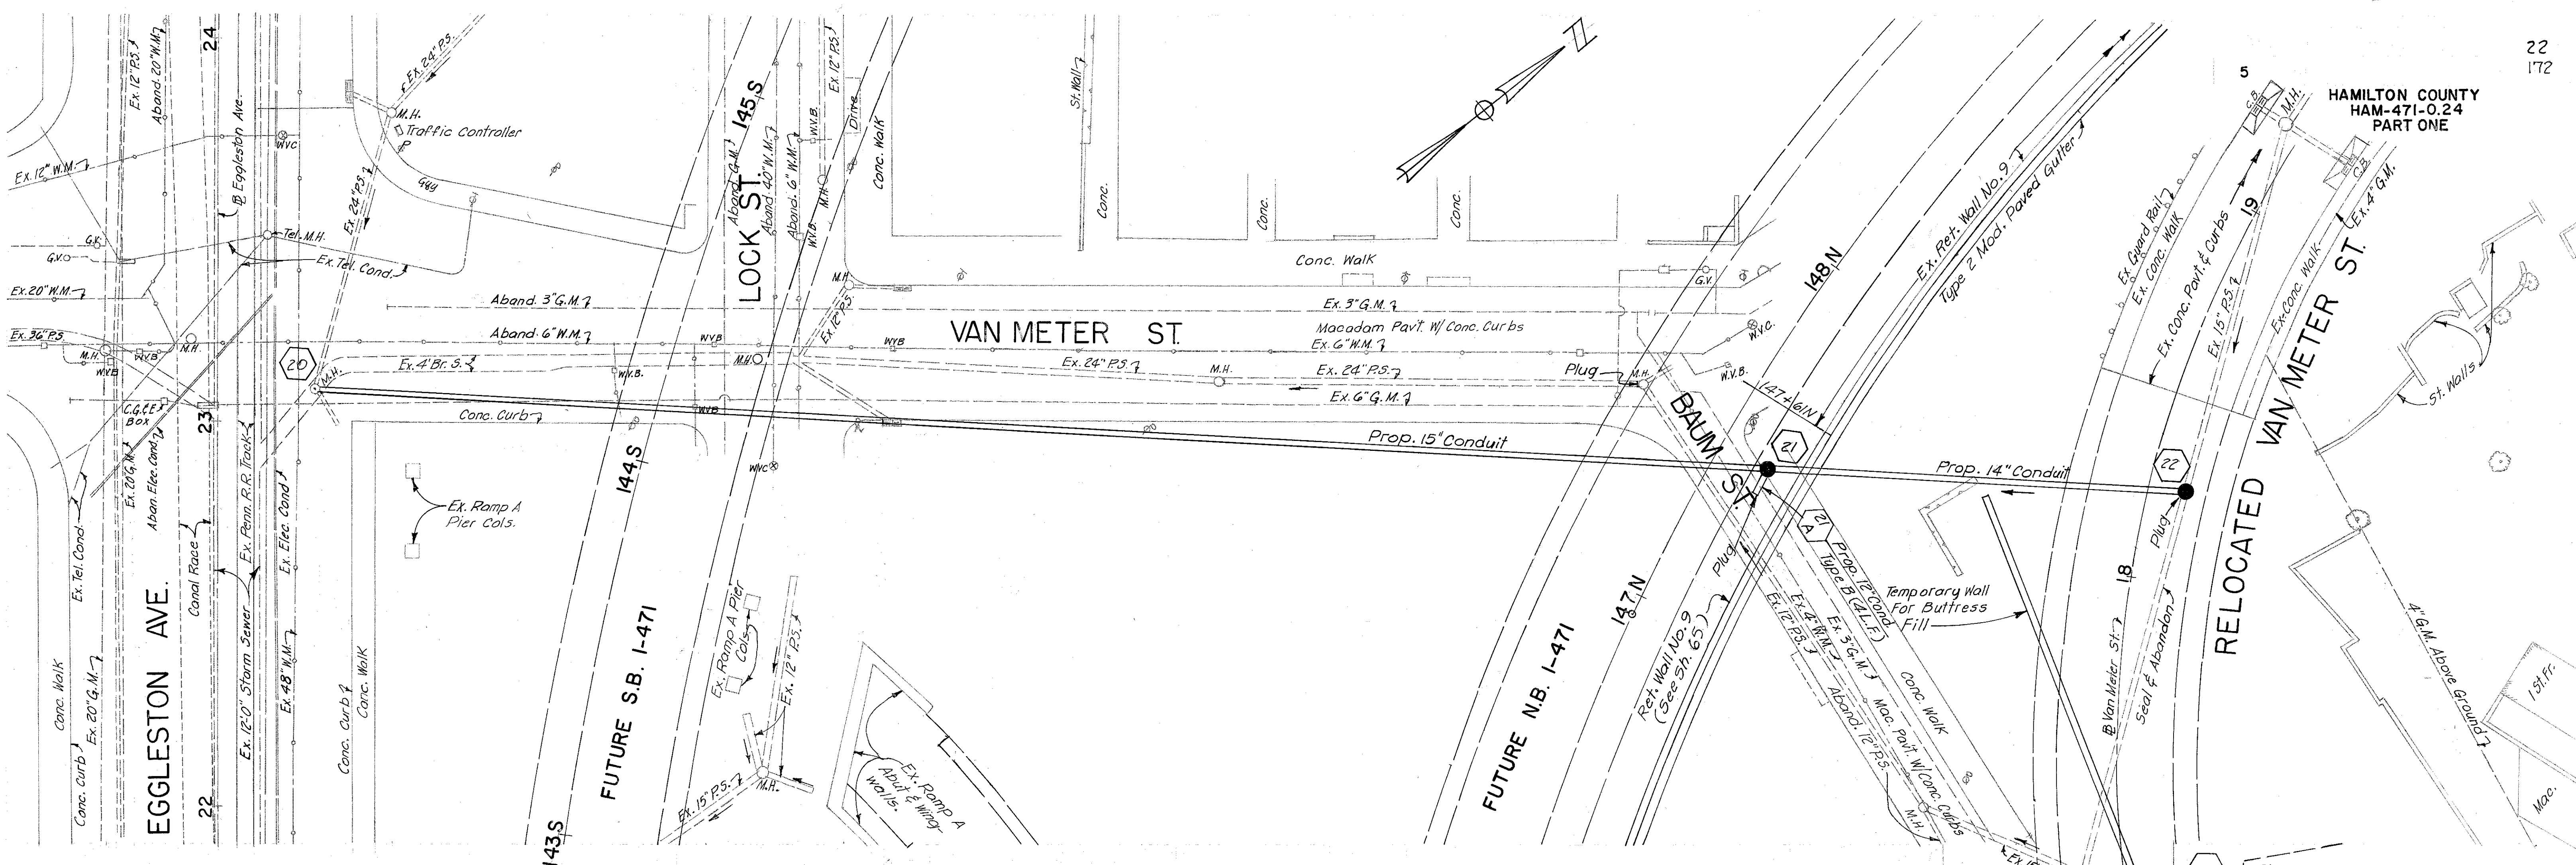 22
172
5
HAMILTON COUNTY
HAM-471-0.24
PART ONE
24
Ex. 12" P.S.
Aband. 20" W.M.
Eggleston Ave.
WVC
Ex. 12" W.M.
Ex. 24" P.S.
M.H.
Traffic Controller
Guy
Ex. 24" P.S.
Tel. M.H.
Ex. Tel. Cond.
G.V.
G.V.
Ex. 20" W.M.
Ex. 36" P.S.
M.H.
W.V.B
WVB
M.H.
20
M.H.
C.G.&E
BOX
23
Aband. 3" G.M.
Aband. 6" W.M.
Ex. 4' Br. S.
Conc. Curb
145 S
LOCK ST.
Aband. G.M.
Aband. 40" W.M.
Aband. 6" W.M.
W.V.B.
M.H.
W.V.B.
Ex. 12" P.S.
Drive
Conc. Walk
M.H.
Ex. 12" P.S.
W.V.B.
WVB
M.H.
WVB
WVB
WVC
VAN METER ST.
St. Wall
Conc.
Conc.
Conc.
Conc. Walk
Ex. 3" G.M.
Macadam Pavt. W/ Conc. Curbs
Ex. 6" W.M.
Ex. 24" P.S.
M.H.
Ex. 24" P.S.
Ex. 6" G.M.
Plug
M.H.
G.V.
W.V.C.
W.V.B.
Prop. 15" Conduit
N
148 N
Ex. Ret. Wall No. 9
Type 2 Mod. Paved Gutter
147+61N
BAUM ST.
21
21
A
Prop. 14" Conduit
22
Plug
Ex. Guard Rail
Ex. Conc. Walk
Ex. Conc. Pavt. & Curbs
19
Ex. 15" P.S.
C.B.
M.H.
C.B.
Ex. 4" G.M.
Ex. Conc. Walk
RELOCATED VAN METER ST.
St. Walls
Ex. Tel. Cond.
Ex. 20" G.M.
Aban. Elec. Cond.
Canal Race
Ex. Penn. R.R. Track
Ex. Elec. Cond
Ex. 12'0" Storm Sewer
Ex. 48" W.M.
Conc. Walk
Ex. 20" G.M.
Conc. Curb
EGGLESTON AVE.
22
Conc. Curb
Conc. Walk
Ex. Ramp A
Pier Cols.
144 S
143 S
FUTURE S.B. I-471
Ex. Ramp A Pier
Cols.
Ex. 12" P.S.
Ex. 15" P.S.
M.H.
Ex. Ramp A
Abut & Wing
Walls.
FUTURE N.B. I-471
147 N
Ret. Wall No. 9
(See Sh. 65)
Plug
Prop. 12" Cond
Type B (4 L.F.)
Ex. 12" P.S.
Ex. 4" W.M.
Ex. 3" G.M.
Aband. 12" P.S.
Mac. Pavt. W/Conc. Curbs
Conc. Walk
M.H.
Temporary Wall
For Buttress
Fill
18
Van Meter St.
Seal & Abandon
4" G.M. Above Ground
1 St. Fr.
Mac.